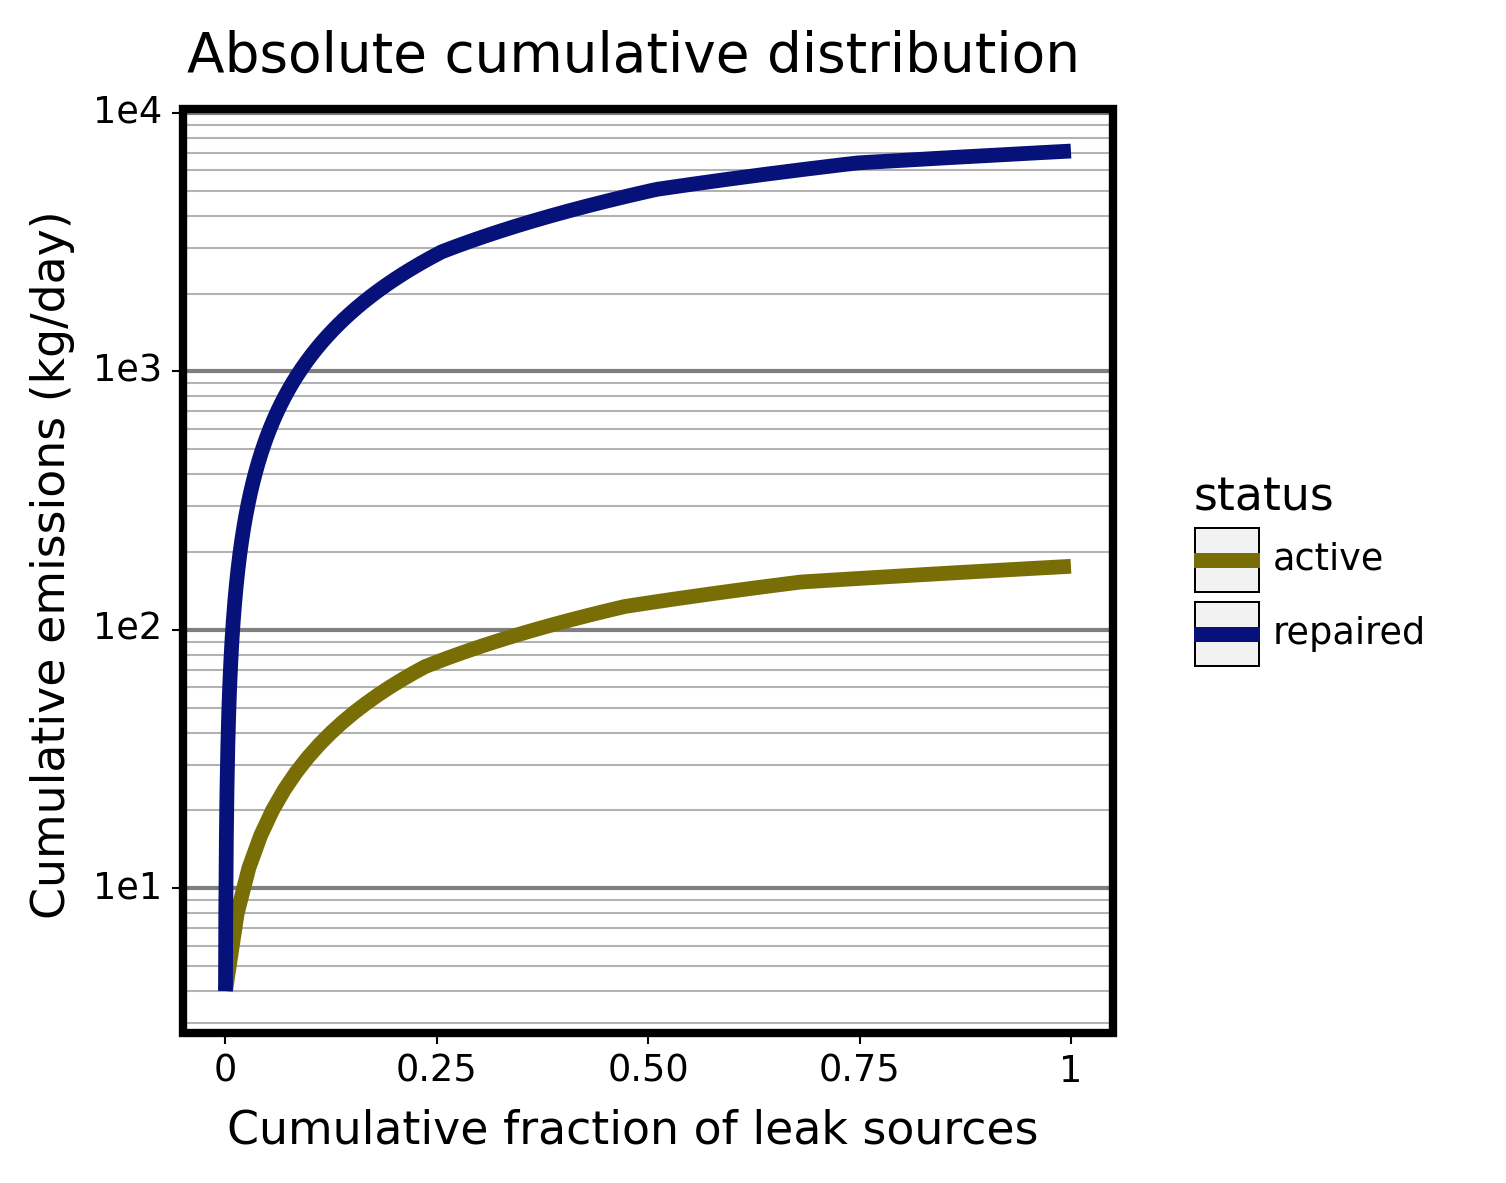 Absolute cumulative distribution
Cumulative emissions (kg/day)
1e4
1e3
1e2
1e1
0 0.25 0.50 0.75 1
Cumulative fraction of leak sources
status
active
repaired